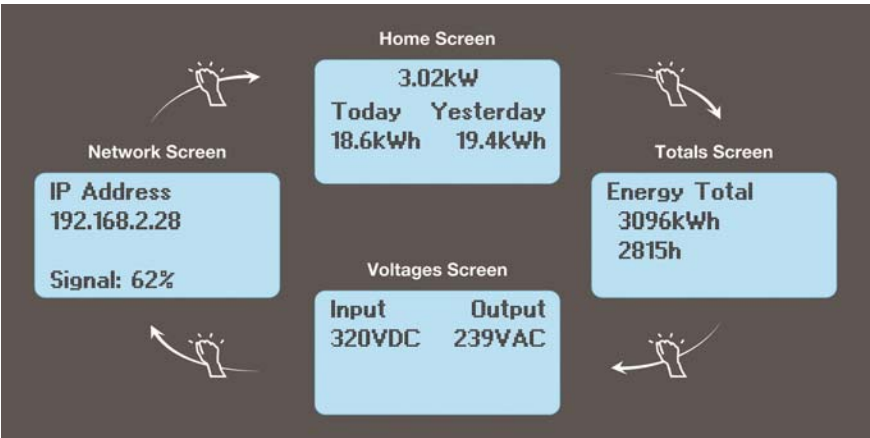 Home Screen
3.02kW
Today Yesterday
18.6kWh 19.4kWh
Network Screen
IP Address
192.168.2.28
Signal: 62%
Totals Screen
Energy Total
3096kWh
2815h
Voltages Screen
Input Output
320VDC 239VAC